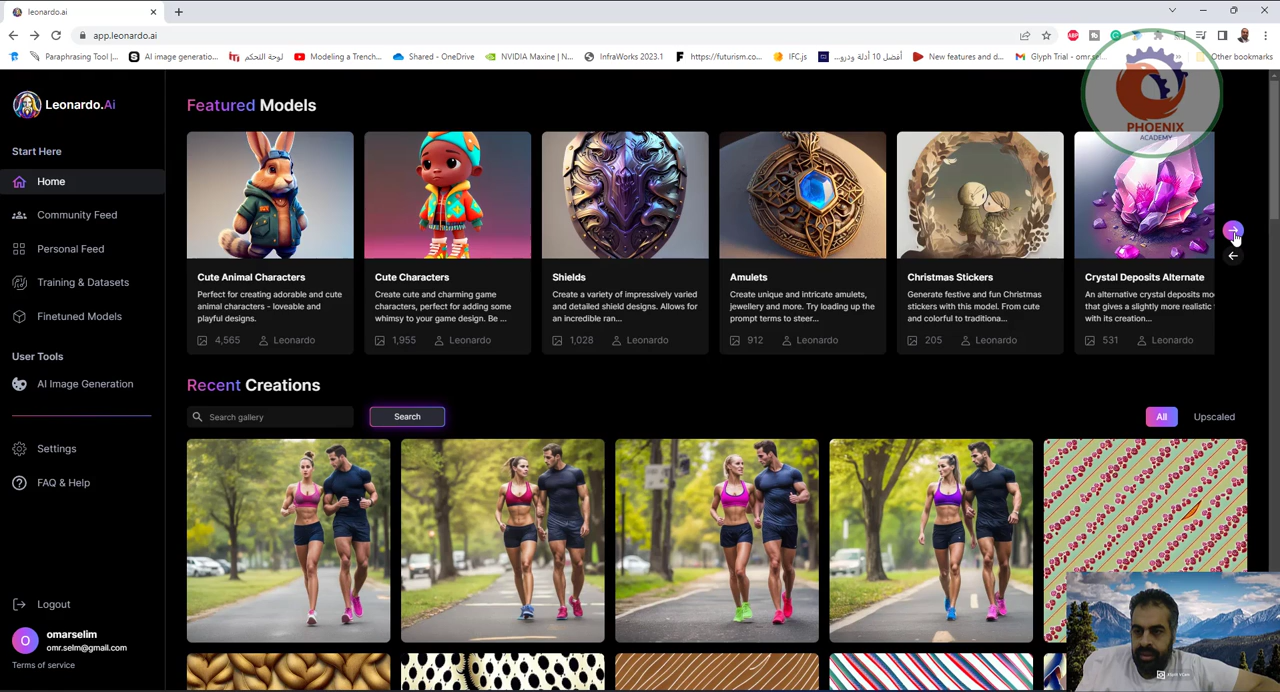 leonardo.ai
app.leonardo.ai
Paraphrasing Tool |...
AI image generatio...
لوحة التحكم
Modeling a Trench...
Shared - OneDrive
NVIDIA Maxine | N...
InfraWorks 2023.1
https://futurism.co...
IFC.js
أفضل 10 أدلة ودرو...
New features and d...
Glyph Trial - omr.sel...
Other bookmarks
PHOENIX
ACADEMY
Leonardo.Ai
Start Here
Home
Community Feed
Personal Feed
Training & Datasets
Finetuned Models
User Tools
AI Image Generation
Settings
FAQ & Help
Logout
O
omarselim
omr.selm@gmail.com
Terms of service
Featured Models
Cute Animal Characters
Perfect for creating adorable and cute
animal characters - loveable and
playful designs.
4,565 Leonardo
Cute Characters
Create cute and charming game
characters, perfect for adding some
whimsy to your game design. Be ...
1,955 Leonardo
Shields
Create a variety of impressively varied
and detailed shield designs. Allows for
an incredible ran...
1,028 Leonardo
Amulets
Create unique and intricate amulets,
jewellery and more. Try loading up the
prompt terms to steer...
912 Leonardo
Christmas Stickers
Generate festive and fun Christmas
stickers with this model. From cute
and colorful to traditiona...
205 Leonardo
Crystal Deposits Alternate
An alternative crystal deposits mo
that gives a slightly more realistic
with its creation...
531 Leonardo
Recent Creations
Search gallery
Search
All
Upscaled